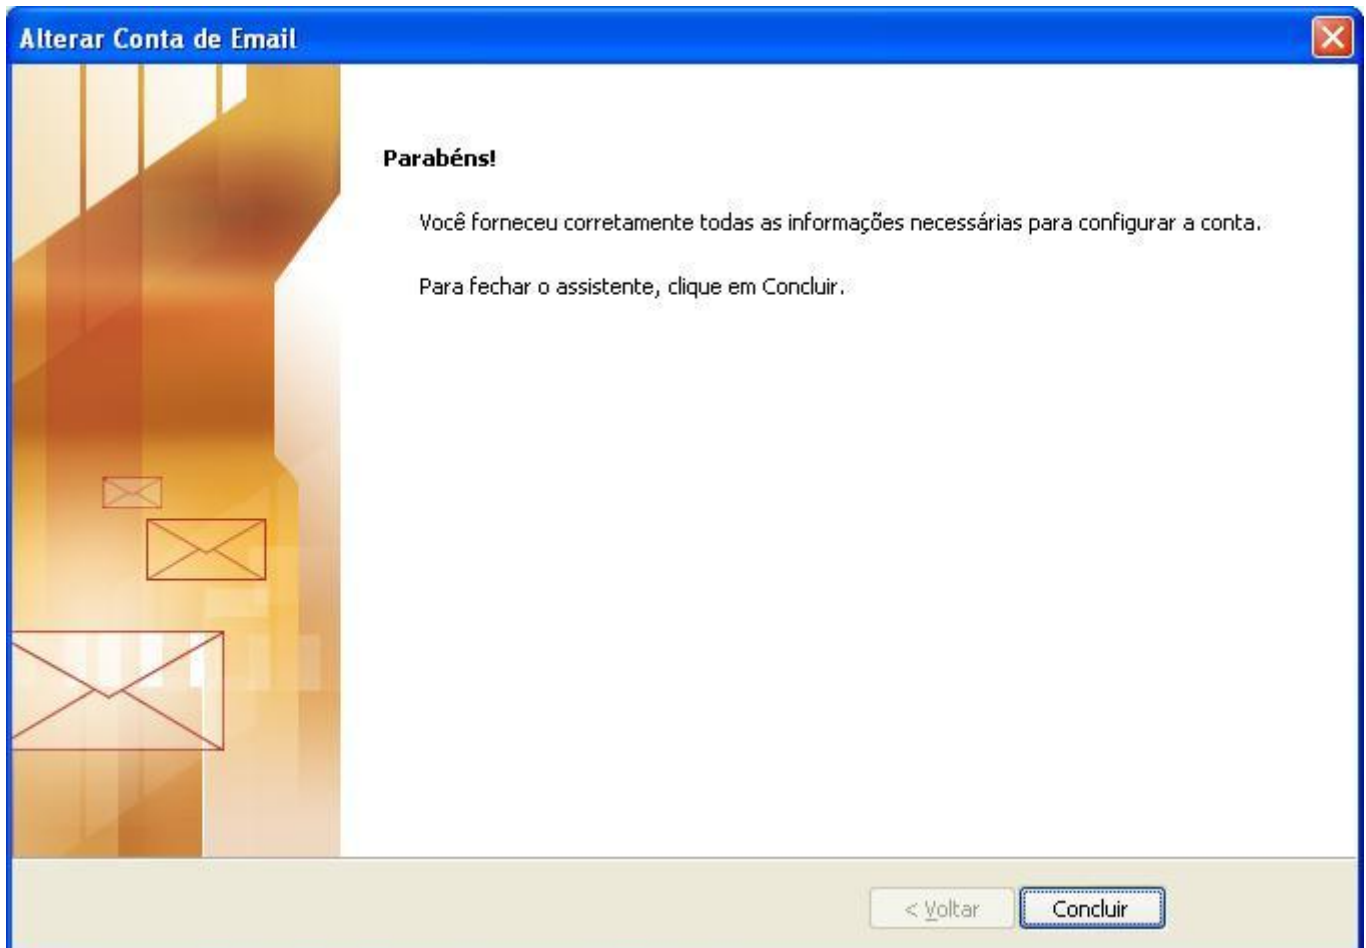 Alterar Conta de Email
Parabéns!
Você forneceu corretamente todas as informações necessárias para configurar a conta.
Para fechar o assistente, clique em Concluir.
< Voltar
Concluir